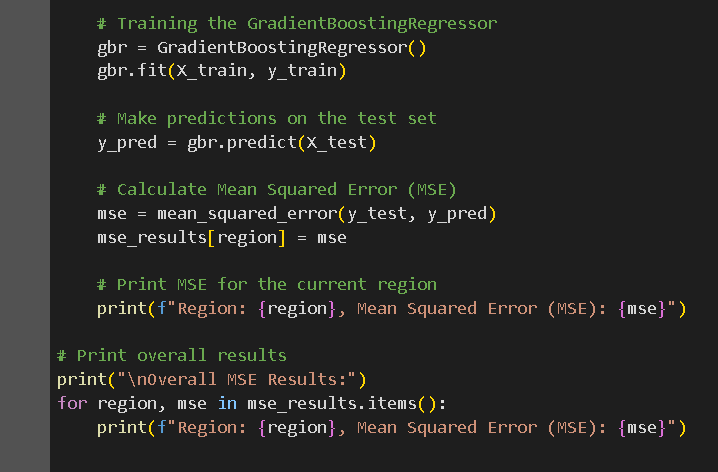 # Training the GradientBoostingRegressor
gbr = GradientBoostingRegressor()
gbr.fit(X_train, y_train)
# Make predictions on the test set
y_pred = gbr.predict(X_test)
# Calculate Mean Squared Error (MSE)
mse = mean_squared_error(y_test, y_pred)
mse_results[region] = mse
# Print MSE for the current region
print(f"Region: {region}, Mean Squared Error (MSE): {mse}")
# Print overall results
print("\nOverall MSE Results:")
for region, mse in mse_results.items():
print(f"Region: {region}, Mean Squared Error (MSE): {mse}")